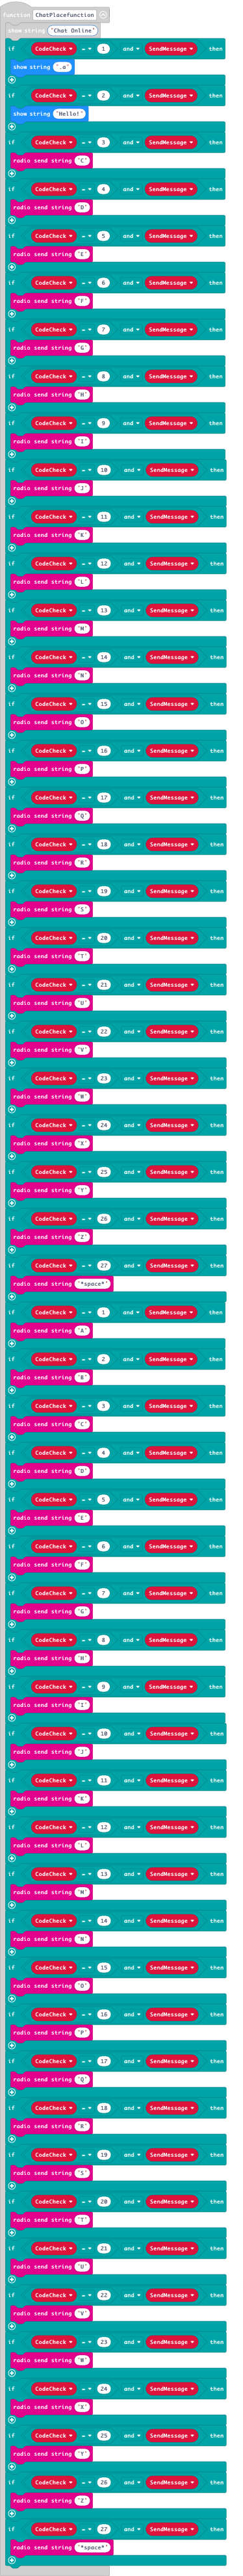 function ChatPlacefunction
show string "Chat Online"
if CodeCheck = 1 and SendMessage then
show string ".a"
if CodeCheck = 2 and SendMessage then
show string "Hello!"
if CodeCheck = 3 and SendMessage then
radio send string "C"
if CodeCheck = 4 and SendMessage then
radio send string "D"
if CodeCheck = 5 and SendMessage then
radio send string "E"
if CodeCheck = 6 and SendMessage then
radio send string "F"
if CodeCheck = 7 and SendMessage then
radio send string "G"
if CodeCheck = 8 and SendMessage then
radio send string "H"
if CodeCheck = 9 and SendMessage then
radio send string "I"
if CodeCheck = 10 and SendMessage then
radio send string "J"
if CodeCheck = 11 and SendMessage then
radio send string "K"
if CodeCheck = 12 and SendMessage then
radio send string "L"
if CodeCheck = 13 and SendMessage then
radio send string "M"
if CodeCheck = 14 and SendMessage then
radio send string "N"
if CodeCheck = 15 and SendMessage then
radio send string "O"
if CodeCheck = 16 and SendMessage then
radio send string "P"
if CodeCheck = 17 and SendMessage then
radio send string "Q"
if CodeCheck = 18 and SendMessage then
radio send string "R"
if CodeCheck = 19 and SendMessage then
radio send string "S"
if CodeCheck = 20 and SendMessage then
radio send string "T"
if CodeCheck = 21 and SendMessage then
radio send string "U"
if CodeCheck = 22 and SendMessage then
radio send string "V"
if CodeCheck = 23 and SendMessage then
radio send string "W"
if CodeCheck = 24 and SendMessage then
radio send string "X"
if CodeCheck = 25 and SendMessage then
radio send string "Y"
if CodeCheck = 26 and SendMessage then
radio send string "Z"
if CodeCheck = 27 and SendMessage then
radio send string "*space*"
if CodeCheck = 1 and SendMessage then
radio send string "A"
if CodeCheck = 2 and SendMessage then
radio send string "B"
if CodeCheck = 3 and SendMessage then
radio send string "C"
if CodeCheck = 4 and SendMessage then
radio send string "D"
if CodeCheck = 5 and SendMessage then
radio send string "E"
if CodeCheck = 6 and SendMessage then
radio send string "F"
if CodeCheck = 7 and SendMessage then
radio send string "G"
if CodeCheck = 8 and SendMessage then
radio send string "H"
if CodeCheck = 9 and SendMessage then
radio send string "I"
if CodeCheck = 10 and SendMessage then
radio send string "J"
if CodeCheck = 11 and SendMessage then
radio send string "K"
if CodeCheck = 12 and SendMessage then
radio send string "L"
if CodeCheck = 13 and SendMessage then
radio send string "M"
if CodeCheck = 14 and SendMessage then
radio send string "N"
if CodeCheck = 15 and SendMessage then
radio send string "O"
if CodeCheck = 16 and SendMessage then
radio send string "P"
if CodeCheck = 17 and SendMessage then
radio send string "Q"
if CodeCheck = 18 and SendMessage then
radio send string "R"
if CodeCheck = 19 and SendMessage then
radio send string "S"
if CodeCheck = 20 and SendMessage then
radio send string "T"
if CodeCheck = 21 and SendMessage then
radio send string "U"
if CodeCheck = 22 and SendMessage then
radio send string "V"
if CodeCheck = 23 and SendMessage then
radio send string "W"
if CodeCheck = 24 and SendMessage then
radio send string "X"
if CodeCheck = 25 and SendMessage then
radio send string "Y"
if CodeCheck = 26 and SendMessage then
radio send string "Z"
if CodeCheck = 27 and SendMessage then
radio send string "*space*"